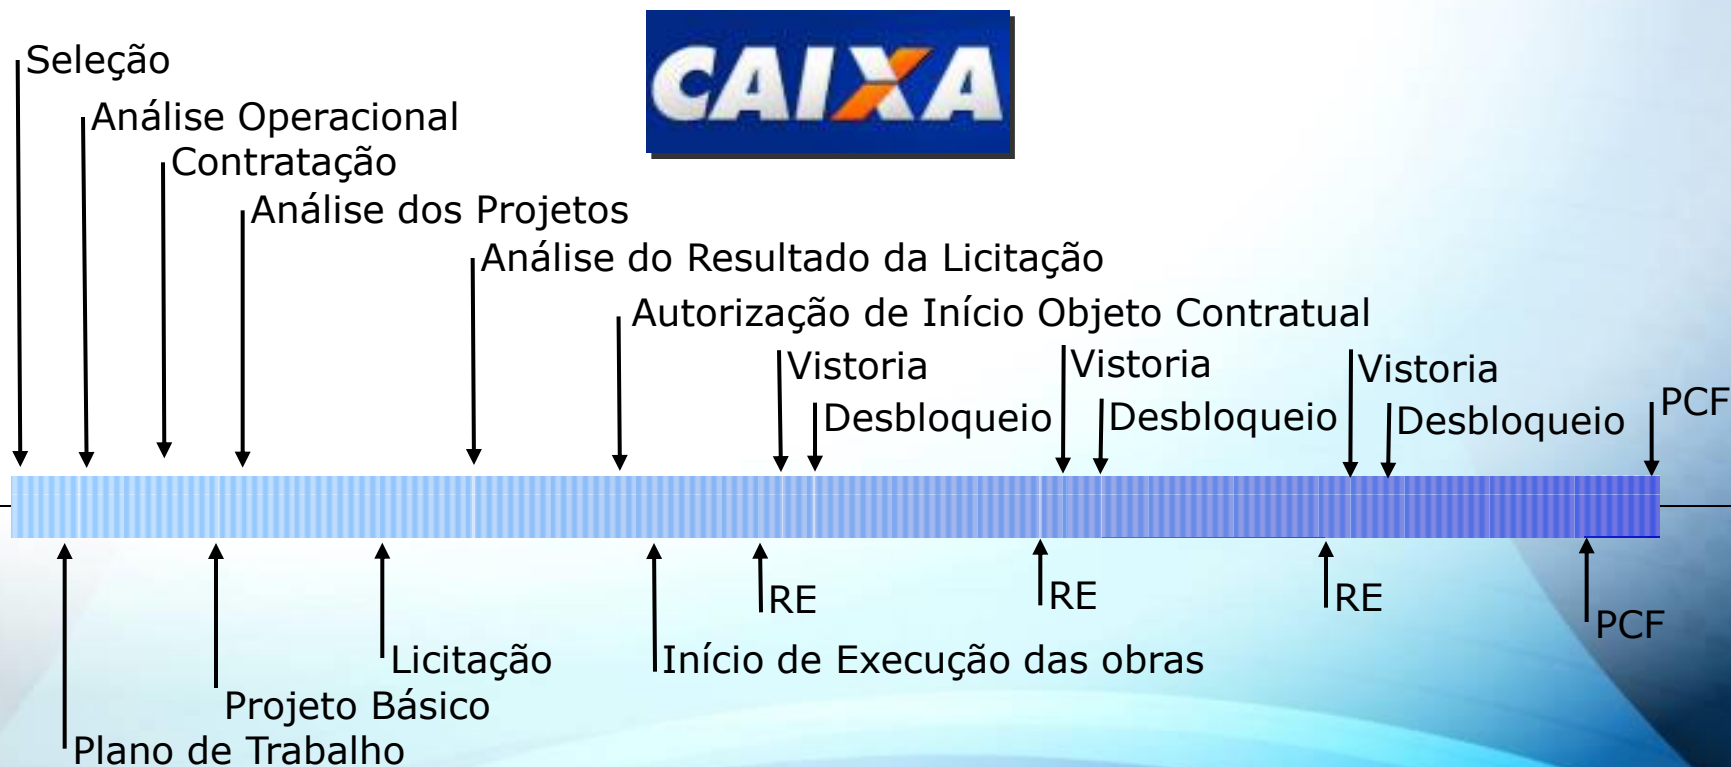 CAIXA
Seleção
Análise Operacional
Contratação
Análise dos Projetos
Análise do Resultado da Licitação
Autorização de Início Objeto Contratual
Vistoria
Desbloqueio
Vistoria
Desbloqueio
Vistoria
Desbloqueio
PCF
RE
RE
RE
PCF
Início de Execução das obras
Licitação
Projeto Básico
Plano de Trabalho